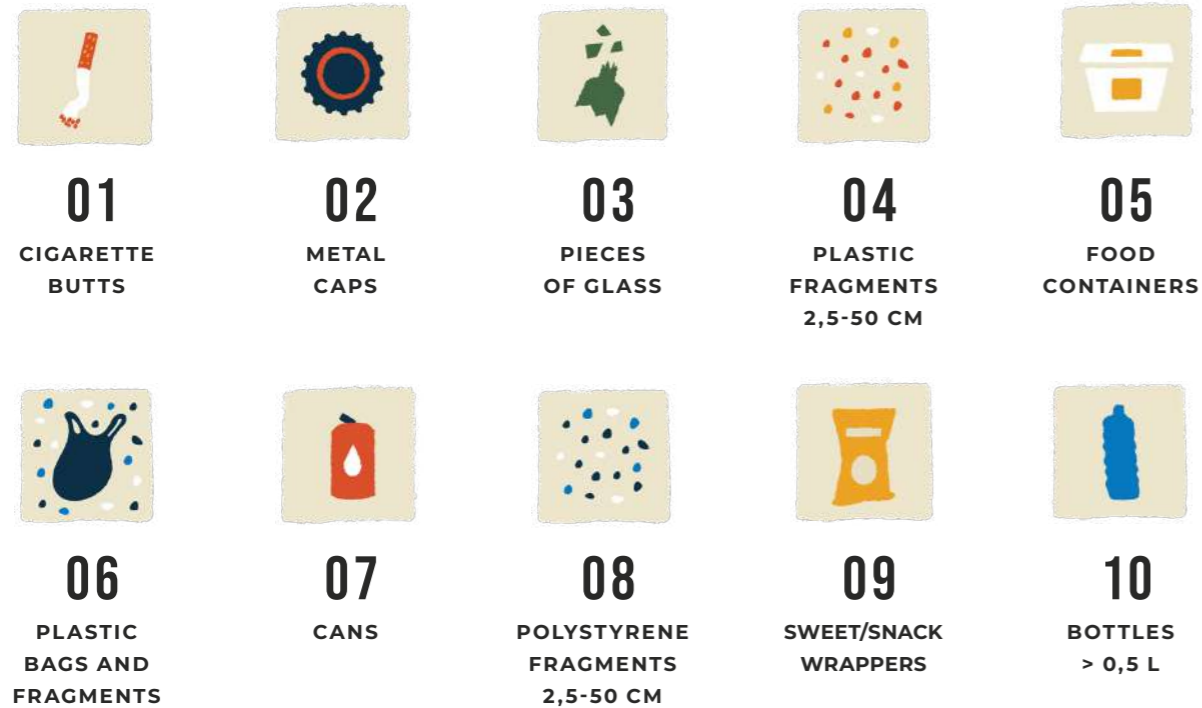 01
CIGARETTE
BUTTS
02
METAL
CAPS
03
PIECES
OF GLASS
04
PLASTIC
FRAGMENTS
2,5-50 CM
05
FOOD
CONTAINERS
06
PLASTIC
BAGS AND
FRAGMENTS
07
CANS
08
POLYSTYRENE
FRAGMENTS
2,5-50 CM
09
SWEET/SNACK
WRAPPERS
10
BOTTLES
> 0,5 L